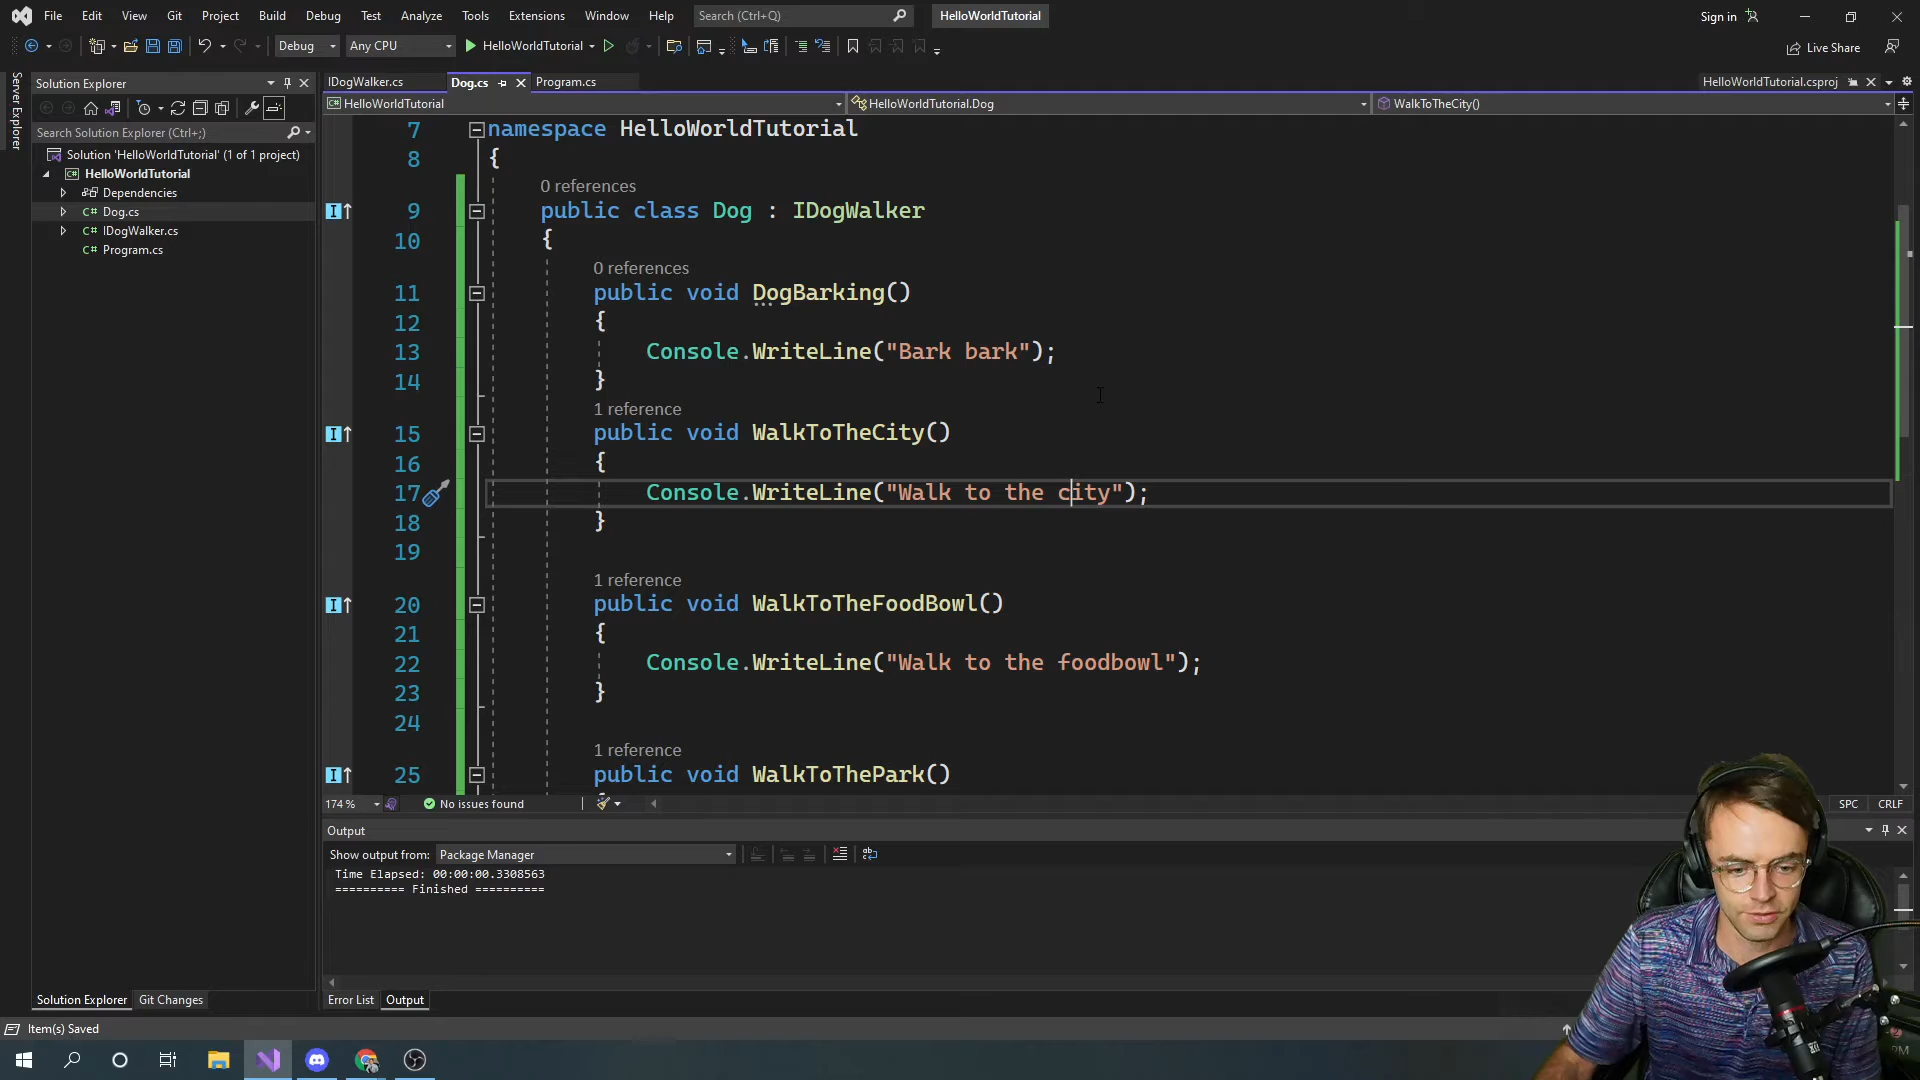 File Edit View Git Project Build Debug Test Analyze Tools Extensions Window Help Search (Ctrl+Q) HelloWorldTutorial Sign in
Debug Any CPU HelloWorldTutorial Live Share
Server Explorer
Solution Explorer
Search Solution Explorer (Ctrl+;)
Solution 'HelloWorldTutorial' (1 of 1 project)
HelloWorldTutorial
Dependencies
C# Dog.cs
C# IDogWalker.cs
C# Program.cs
IDogWalker.cs Dog.cs Program.cs HelloWorldTutorial.csproj
HelloWorldTutorial HelloWorldTutorial.Dog WalkToTheCity()
7 namespace HelloWorldTutorial
8 {
0 references
9 public class Dog : IDogWalker
10 {
0 references
11 public void DogBarking()
12 {
13 Console.WriteLine("Bark bark");
14 }
1 reference
15 public void WalkToTheCity()
16 {
17 Console.WriteLine("Walk to the city");
18 }
19
1 reference
20 public void WalkToTheFoodBowl()
21 {
22 Console.WriteLine("Walk to the foodbowl");
23 }
24
1 reference
25 public void WalkToThePark()
174 % No issues found SPC CRLF
Output
Show output from: Package Manager
Time Elapsed: 00:00:00.3308563
========== Finished ==========
Solution Explorer Git Changes Error List Output
Item(s) Saved
PM